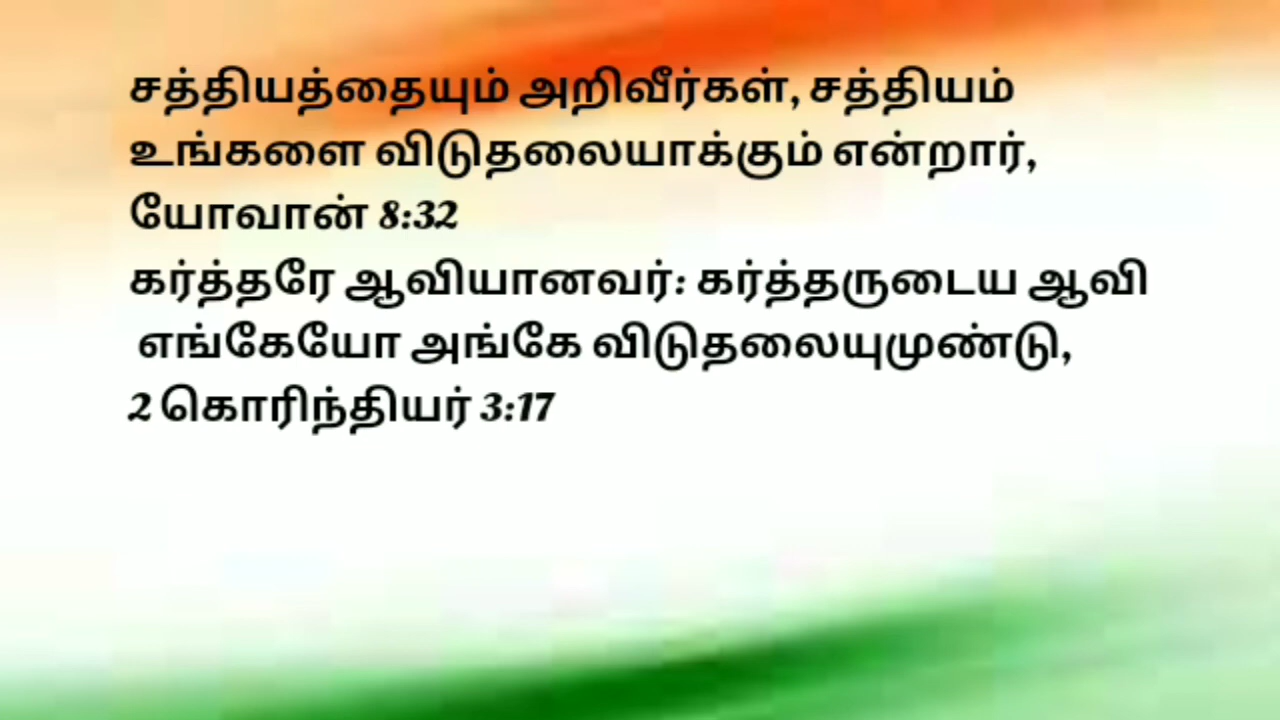 சத்தியத்தையும் அறிவீர்கள், சத்தியம்
உங்களை விடுதலையாக்கும் என்றார்,
யோவான் 8:32
கர்த்தரே ஆவியானவர்: கர்த்தருடைய ஆவி
எங்கேயோ அங்கே விடுதலையுமுண்டு,
2 கொரிந்தியர் 3:17